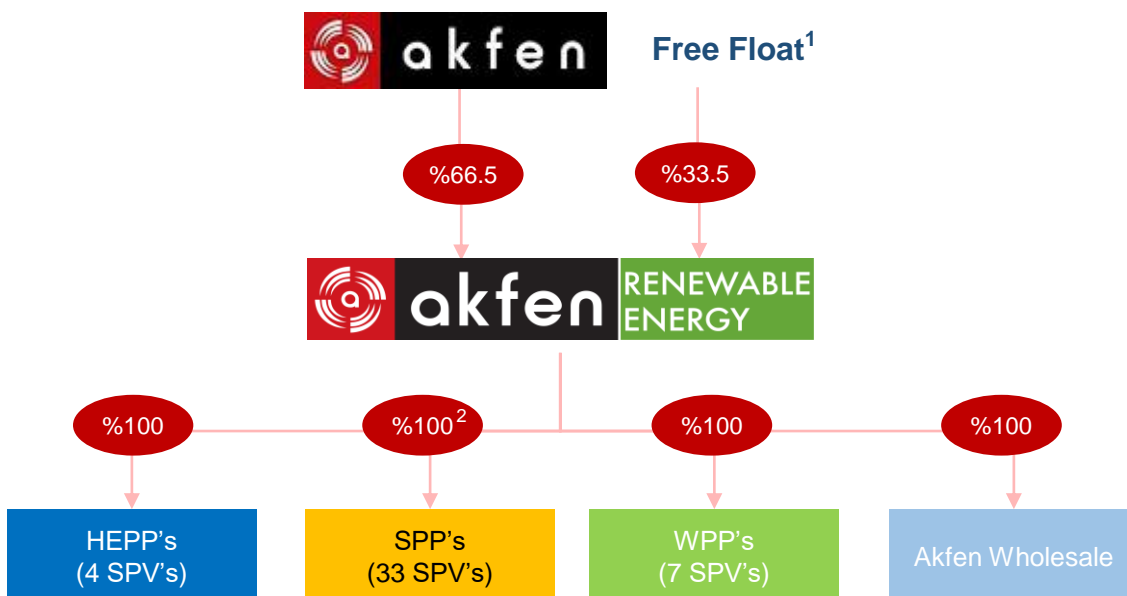 a akfen
Free Float¹
%66.5
%33.5
a akfen RENEWABLE
ENERGY
%100
%100²
%100
%100
HEPP's
(4 SPV's)
SPP's
(33 SPV's)
WPP's
(7 SPV's)
Akfen Wholesale